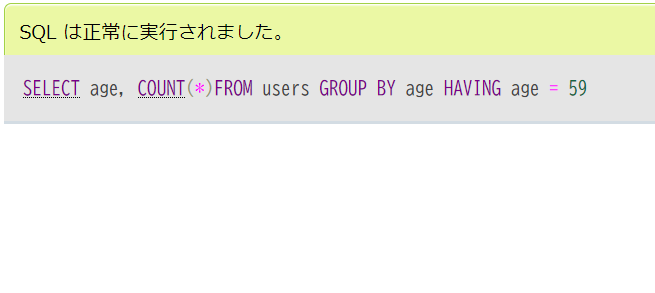 SQL は正常に実行されました。
SELECT age, COUNT(*)FROM users GROUP BY age HAVING age = 59